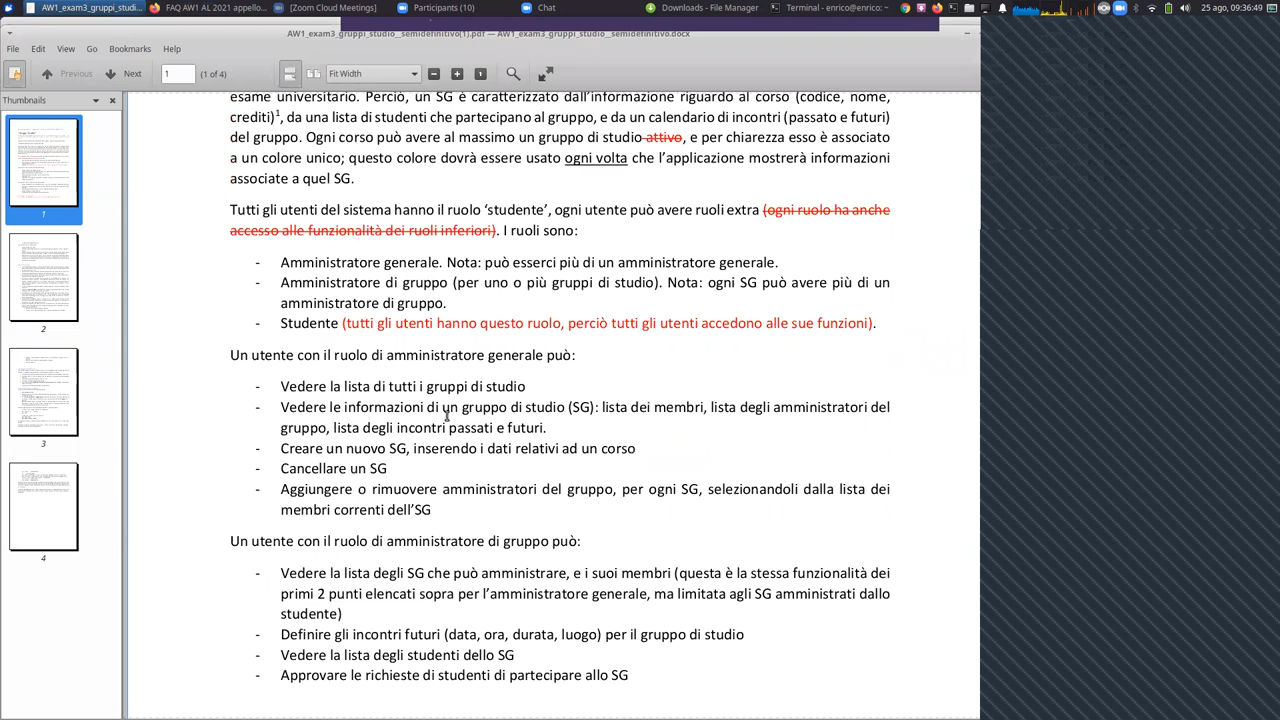 AW1_exam3_gruppi_studi... FAQ AW1 AL 2021 appello... [Zoom Cloud Meetings] Participants (10) Chat Downloads - File Manager Terminal - enrico@enrico: ... 25 ago, 09:36:49
AW1_exam3_gruppi_studio__semidefinitivo(1).pdf — AW1_exam3_gruppi_studio__semidefinitivo.docx
File Edit View Go Bookmarks Help
Previous Next 1 (1 of 4) Fit Width
Thumbnails
1
2
3
4
esame universitario. Perciò, un SG è caratterizzato dall'informazione riguardo al corso (codice, nome,
crediti)1, da una lista di studenti che partecipano al gruppo, e da un calendario di incontri (passato e futuri)
del gruppo. Ogni corso può avere al massimo un gruppo di studio attivo, e per chiarezza esso è associato
a un colore unico; questo colore dovrà essere usato ogni volta che l'applicazione mostrerà informazioni
associate a quel SG.
Tutti gli utenti del sistema hanno il ruolo 'studente', ogni utente può avere ruoli extra (ogni ruolo ha anche
accesso alle funzionalità dei ruoli inferiori). I ruoli sono:
- Amministratore generale. Nota: può esserci più di un amministratore generale.
- Amministratore di gruppo (per uno o più gruppi di studio). Nota: ogni SG può avere più di un
amministratore di gruppo.
- Studente (tutti gli utenti hanno questo ruolo, perciò tutti gli utenti accedono alle sue funzioni).
Un utente con il ruolo di amministratore generale può:
- Vedere la lista di tutti i gruppi di studio
- Vedere le informazioni di un gruppo di studio (SG): lista dei membri, lista degli amministratori del
gruppo, lista degli incontri passati e futuri.
- Creare un nuovo SG, inserendo i dati relativi ad un corso
- Cancellare un SG
- Aggiungere o rimuovere amministratori del gruppo, per ogni SG, selezionandoli dalla lista dei
membri correnti dell'SG
Un utente con il ruolo di amministratore di gruppo può:
- Vedere la lista degli SG che può amministrare, e i suoi membri (questa è la stessa funzionalità dei
primi 2 punti elencati sopra per l'amministratore generale, ma limitata agli SG amministrati dallo
studente)
- Definire gli incontri futuri (data, ora, durata, luogo) per il gruppo di studio
- Vedere la lista degli studenti dello SG
- Approvare le richieste di studenti di partecipare allo SG